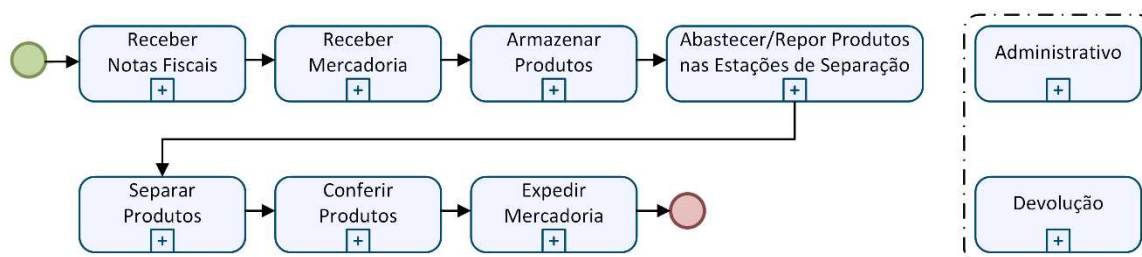 Receber
Notas Fiscais
Receber
Mercadoria
Armazenar
Produtos
Abastecer/Repor Produtos
nas Estações de Separação
Administrativo
Separar
Produtos
Conferir
Produtos
Expedir
Mercadoria
Devolução